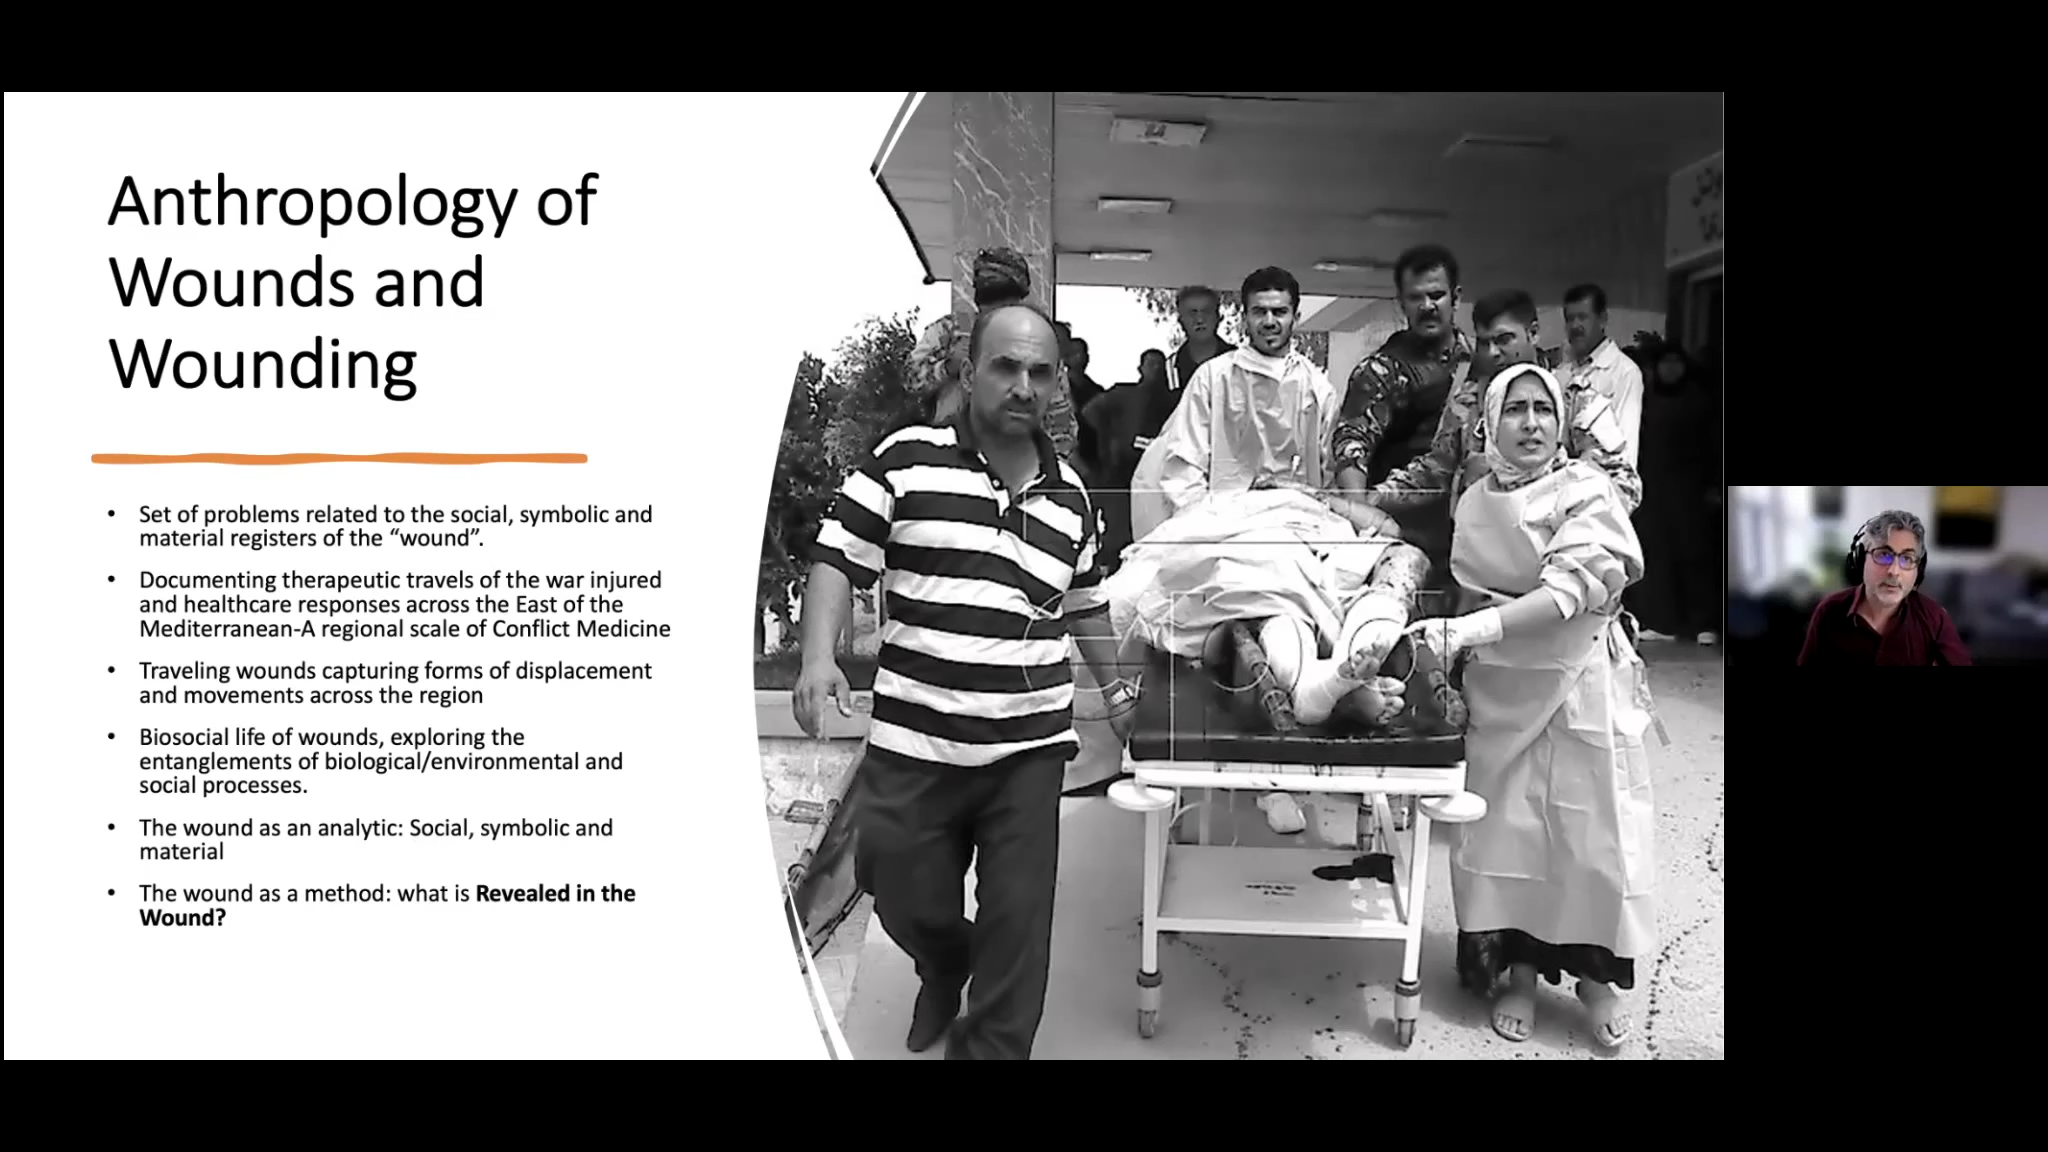 Anthropology of
Wounds and
Wounding
• Set of problems related to the social, symbolic and
material registers of the “wound”.
• Documenting therapeutic travels of the war injured
and healthcare responses across the East of the
Mediterranean-A regional scale of Conflict Medicine
• Traveling wounds capturing forms of displacement
and movements across the region
• Biosocial life of wounds, exploring the
entanglements of biological/environmental and
social processes.
• The wound as an analytic: Social, symbolic and
material
• The wound as a method: what is Revealed in the
Wound?